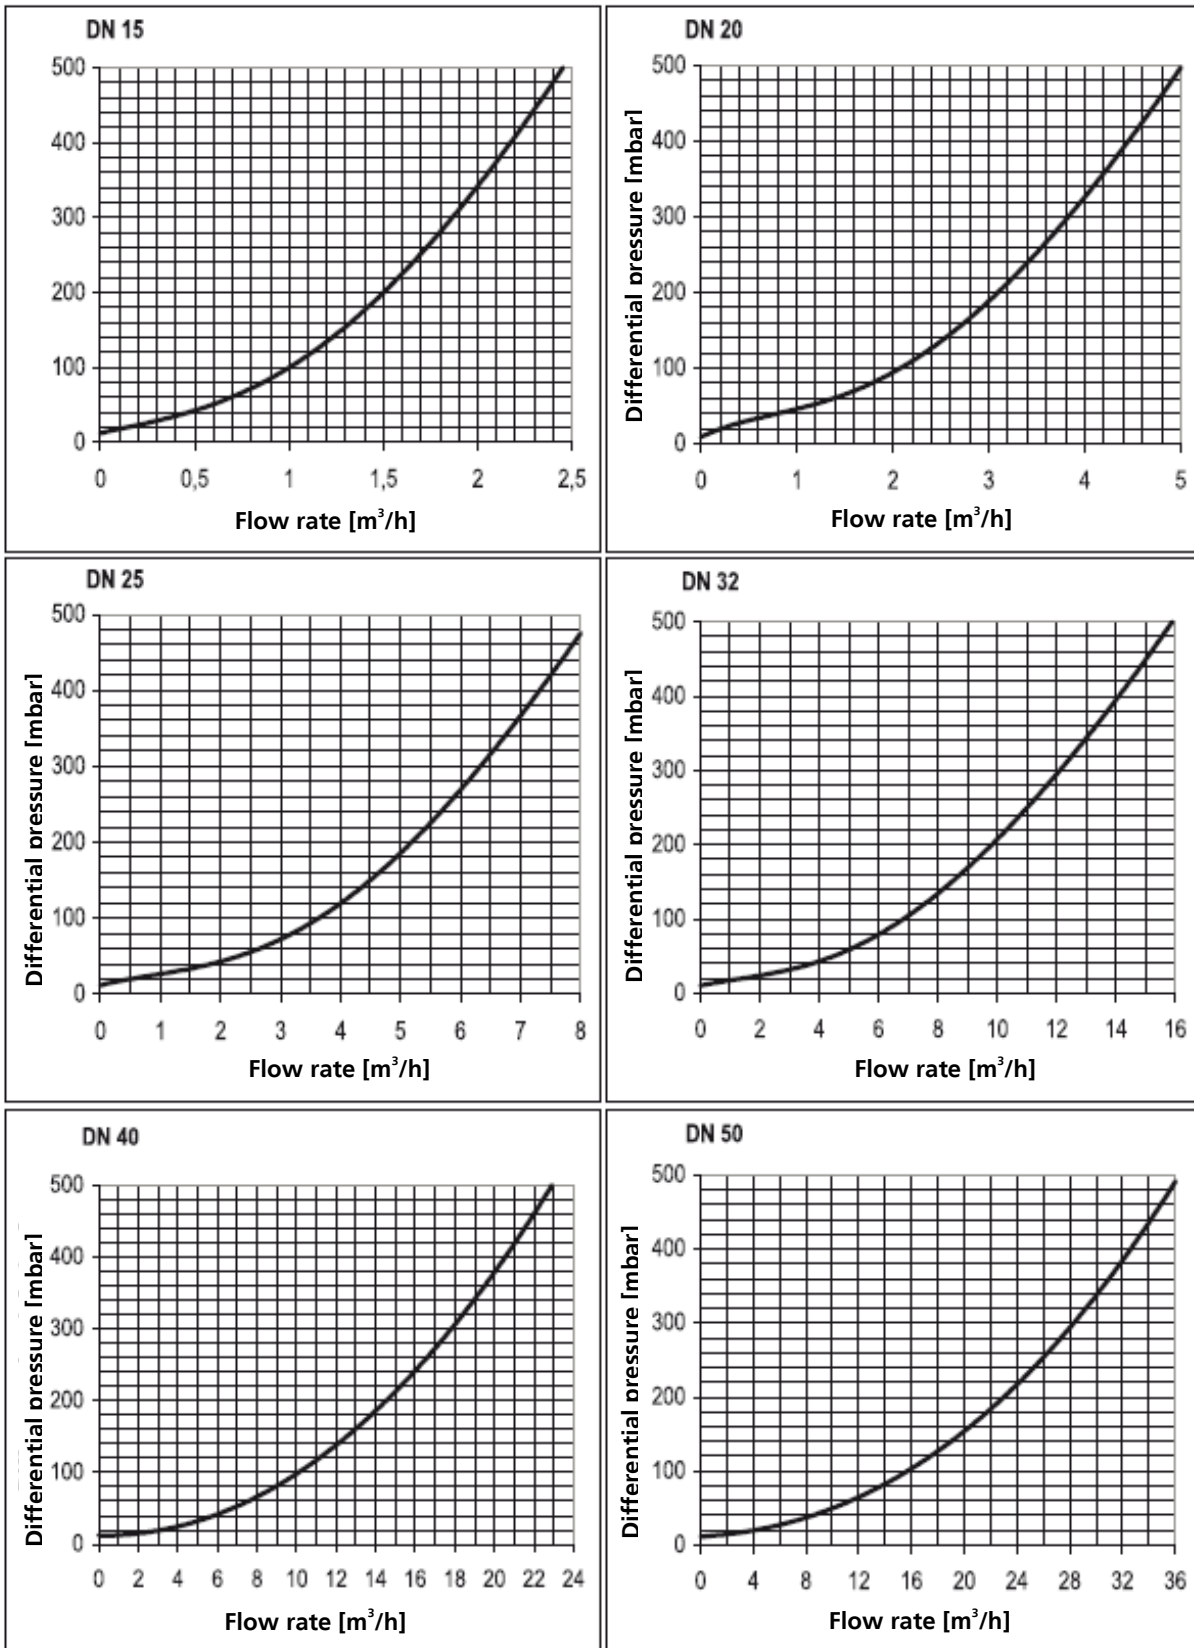 DN 15
500
400
300
200
100
0
0 0,5 1 1,5 2 2,5
Flow rate [m³/h]
DN 20
Differential pressure [mbar]
500
400
300
200
100
0
0 1 2 3 4 5
Flow rate [m³/h]
DN 25
Differential pressure [mbar]
500
400
300
200
100
0
0 1 2 3 4 5 6 7 8
Flow rate [m³/h]
DN 32
Differential pressure [mbar]
500
400
300
200
100
0
0 2 4 6 8 10 12 14 16
Flow rate [m³/h]
DN 40
Differential pressure [mbar]
500
400
300
200
100
0
0 2 4 6 8 10 12 14 16 18 20 22 24
Flow rate [m³/h]
DN 50
Differential pressure [mbar]
500
400
300
200
100
0
0 4 8 12 16 20 24 28 32 36
Flow rate [m³/h]